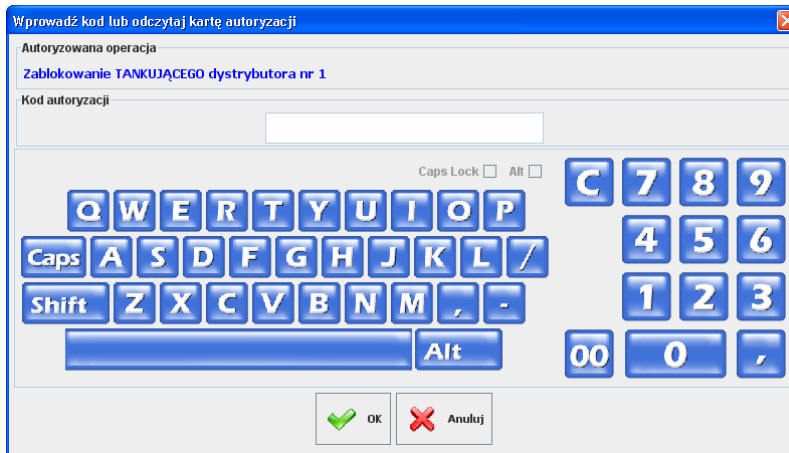 Wprowadź kod lub odczytaj kartę autoryzacji
Autoryzowana operacja
Zablokowanie TANKUJĄCEGO dystrybutora nr 1
Kod autoryzacji
Caps Lock Alt
C 7 8 9
Q W E R T Y U I O P
4 5 6
Caps A S D F G H J K L /
1 2 3
Shift Z X C V B N M , -
Alt
00 0 ,
OK Anuluj